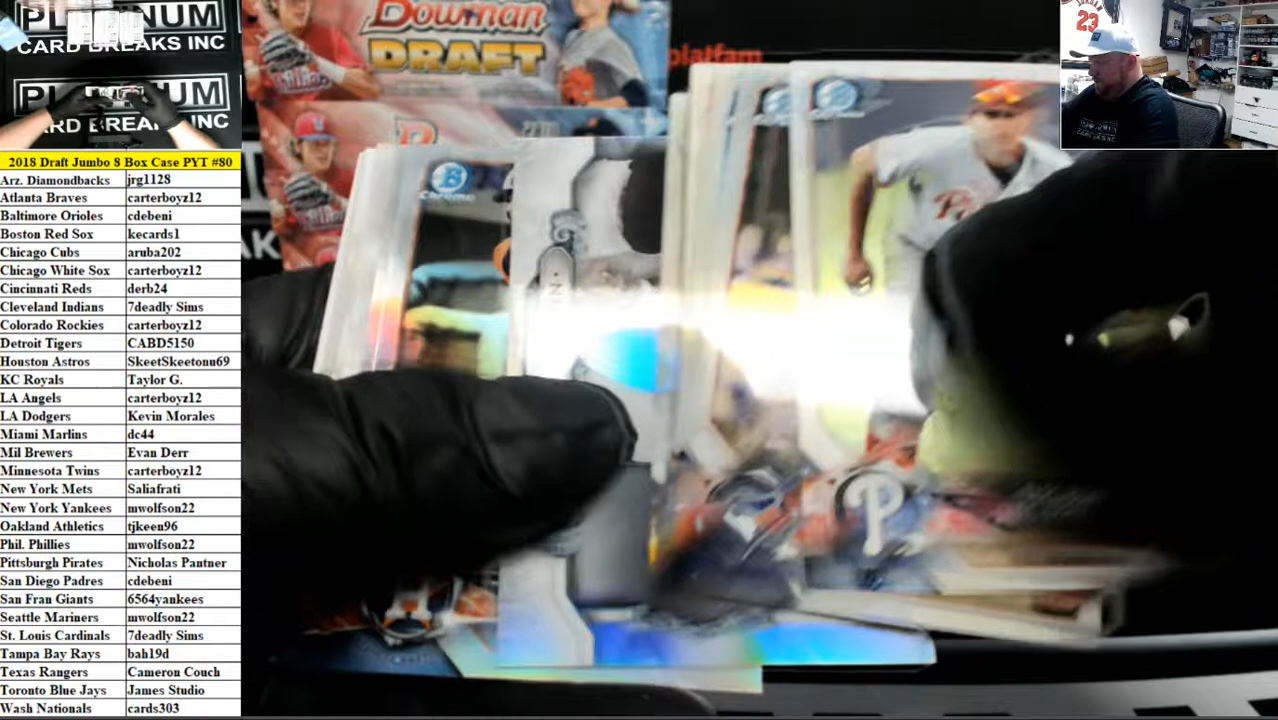 PLATINUM
CARD BREAKS INC
PLATINUM
CARD BREAKS INC
Bowman
DRAFT
platfam
23
Chrome
P
2018 Draft Jumbo 8 Box Case PYT #80
Arz. Diamondbacks jrg1128
Atlanta Braves carterboyz12
Baltimore Orioles cdebeni
Boston Red Sox kecards1
Chicago Cubs aruba202
Chicago White Sox carterboyz12
Cincinnati Reds derb24
Cleveland Indians 7deadly Sims
Colorado Rockies carterboyz12
Detroit Tigers CABD5150
Houston Astros SkeetSkeetonu69
KC Royals Taylor G.
LA Angels carterboyz12
LA Dodgers Kevin Morales
Miami Marlins dc44
Mil Brewers Evan Derr
Minnesota Twins carterboyz12
New York Mets Saliafrati
New York Yankees mwolfson22
Oakland Athletics tjkeen96
Phil. Phillies mwolfson22
Pittsburgh Pirates Nicholas Pantner
San Diego Padres cdebeni
San Fran Giants 6564yankees
Seattle Mariners mwolfson22
St. Louis Cardinals 7deadly Sims
Tampa Bay Rays bah19d
Texas Rangers Cameron Couch
Toronto Blue Jays James Studio
Wash Nationals cards303